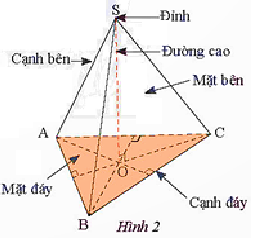 S
Đỉnh
Cạnh bên
Đường cao
Mặt bên
A
C
O
Mặt đáy
Cạnh đáy
B
Hình 2